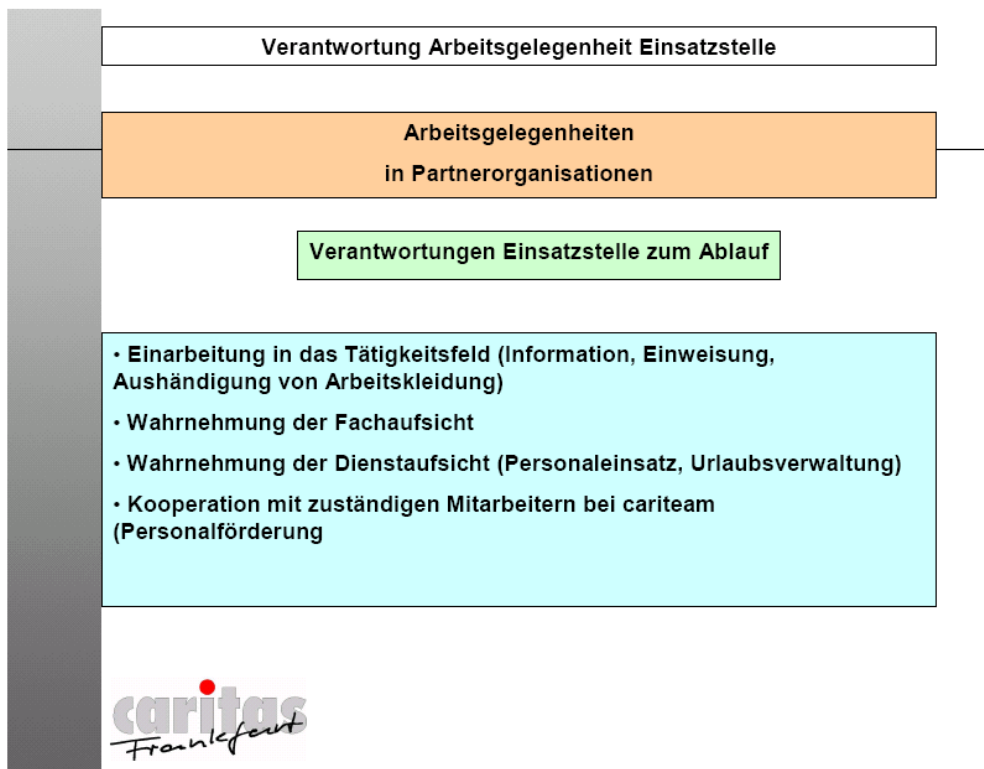 Verantwortung Arbeitsgelegenheit Einsatzstelle
Arbeitsgelegenheiten
in Partnerorganisationen
Verantwortungen Einsatzstelle zum Ablauf
• Einarbeitung in das Tätigkeitsfeld (Information, Einweisung,
Aushändigung von Arbeitskleidung)
• Wahrnehmung der Fachaufsicht
• Wahrnehmung der Dienstaufsicht (Personaleinsatz, Urlaubsverwaltung)
• Kooperation mit zuständigen Mitarbeitern bei cariteam
(Personalförderung
caritas
Frankfurt